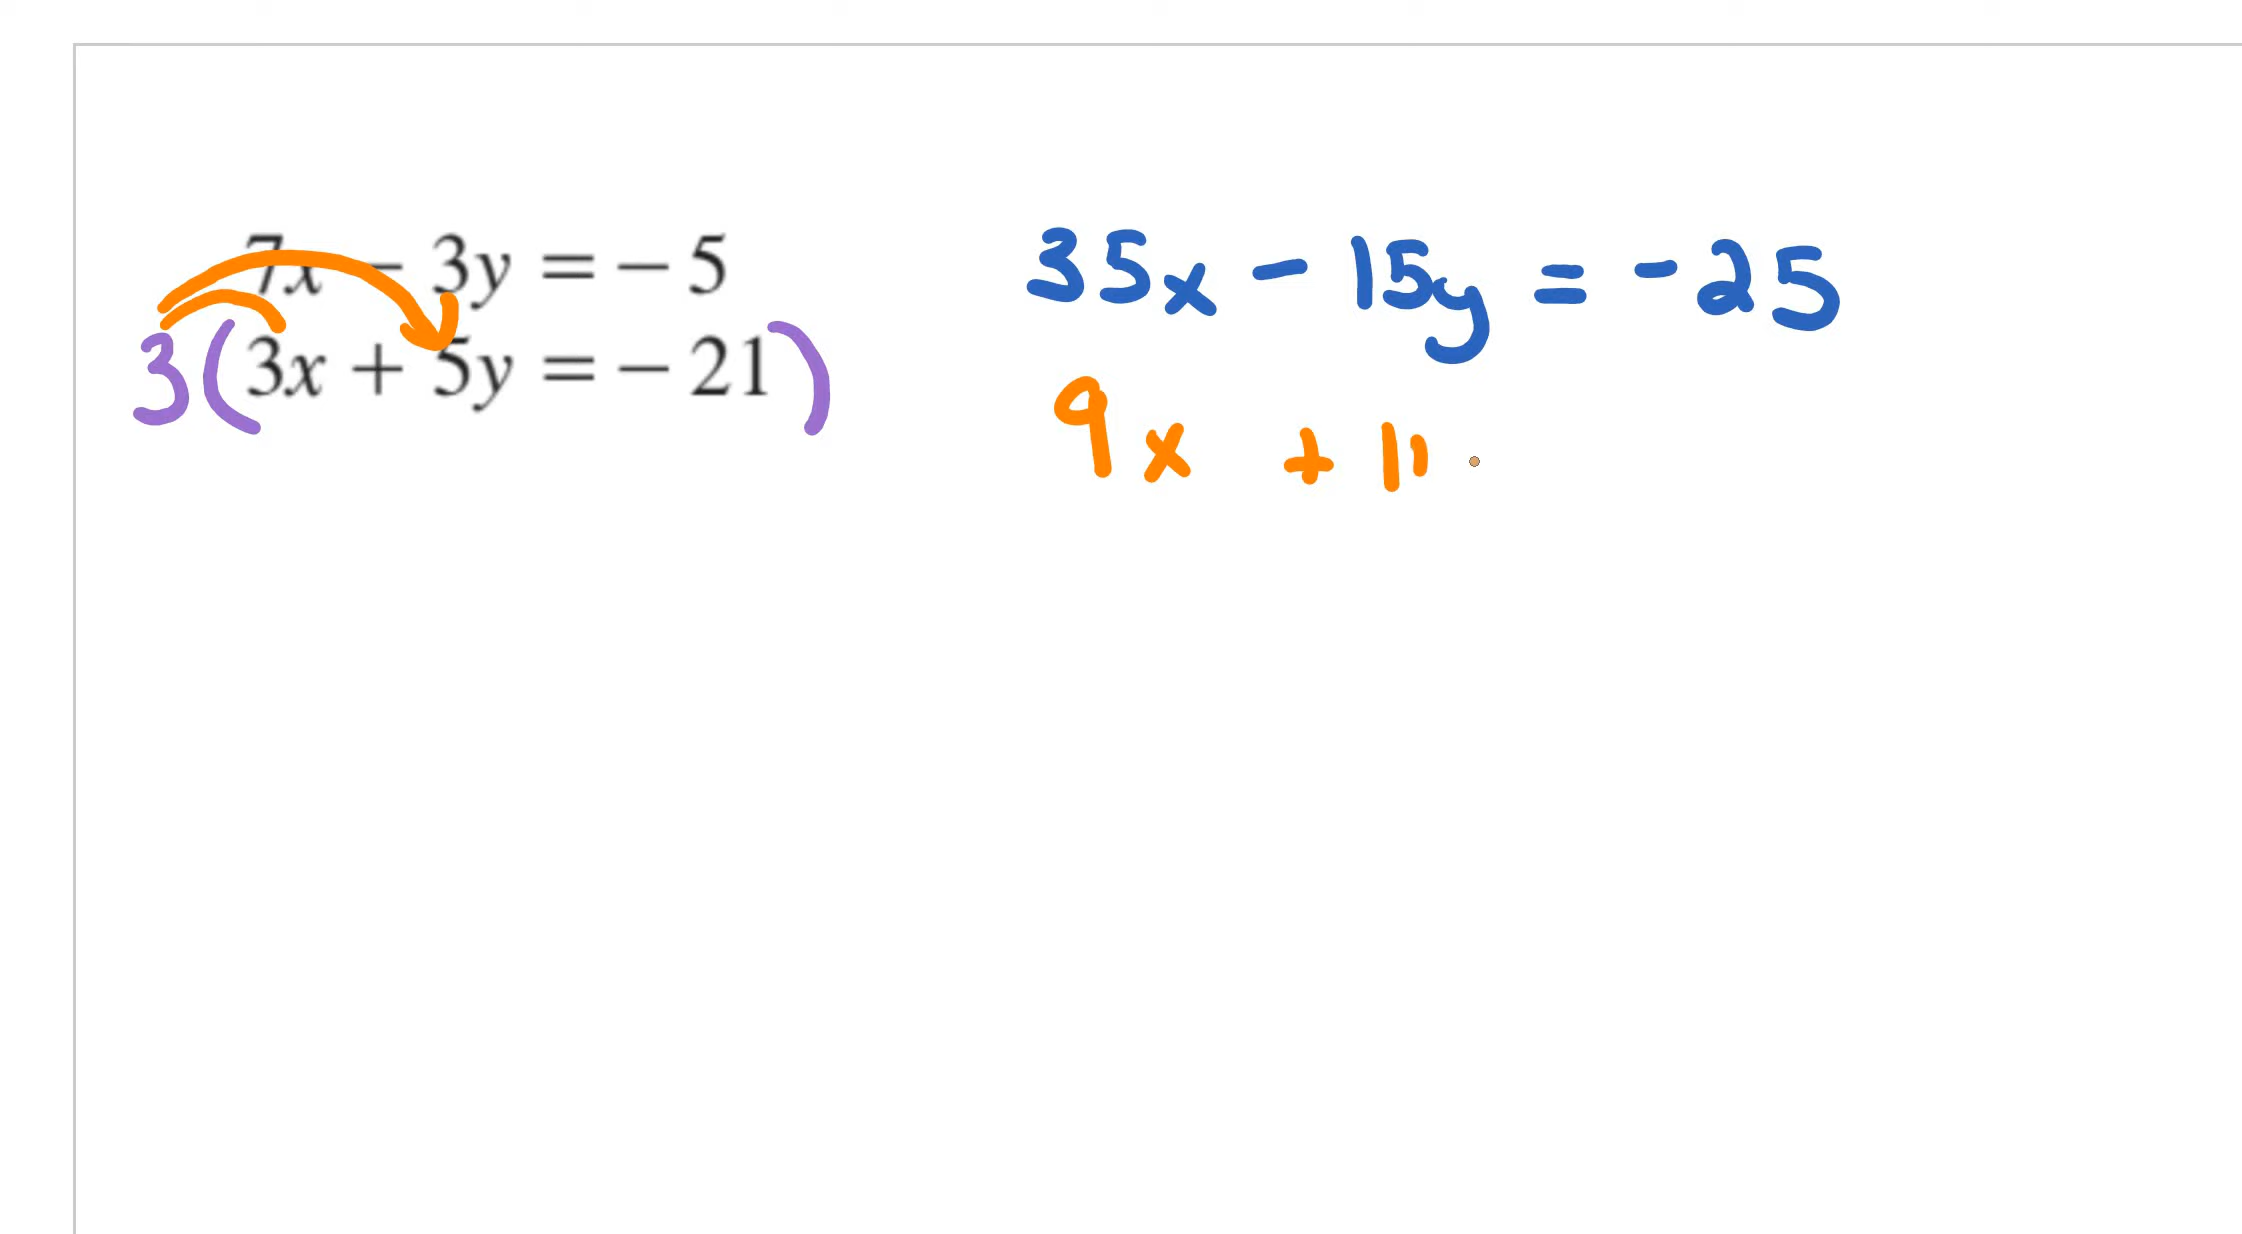 7x − 3y = − 5
3(3x + 5y = − 21)
35x - 15y = -25
9x + 1